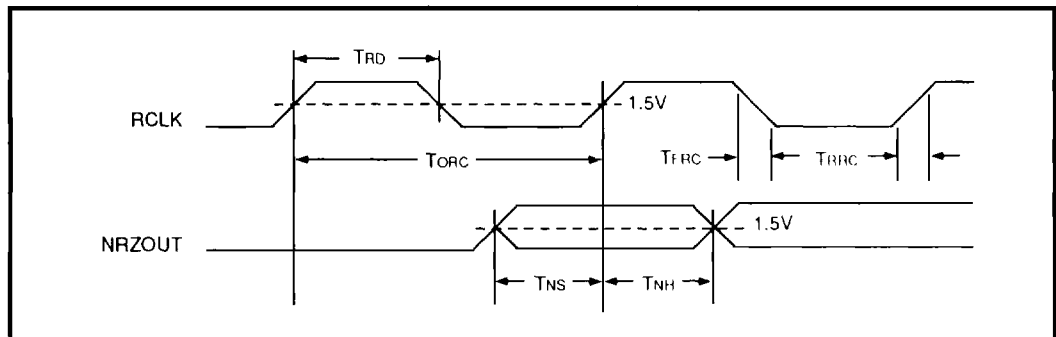 TRD
RCLK
1.5V
TORC
TFRC
TRRC
NRZOUT
1.5V
TNS
TNH